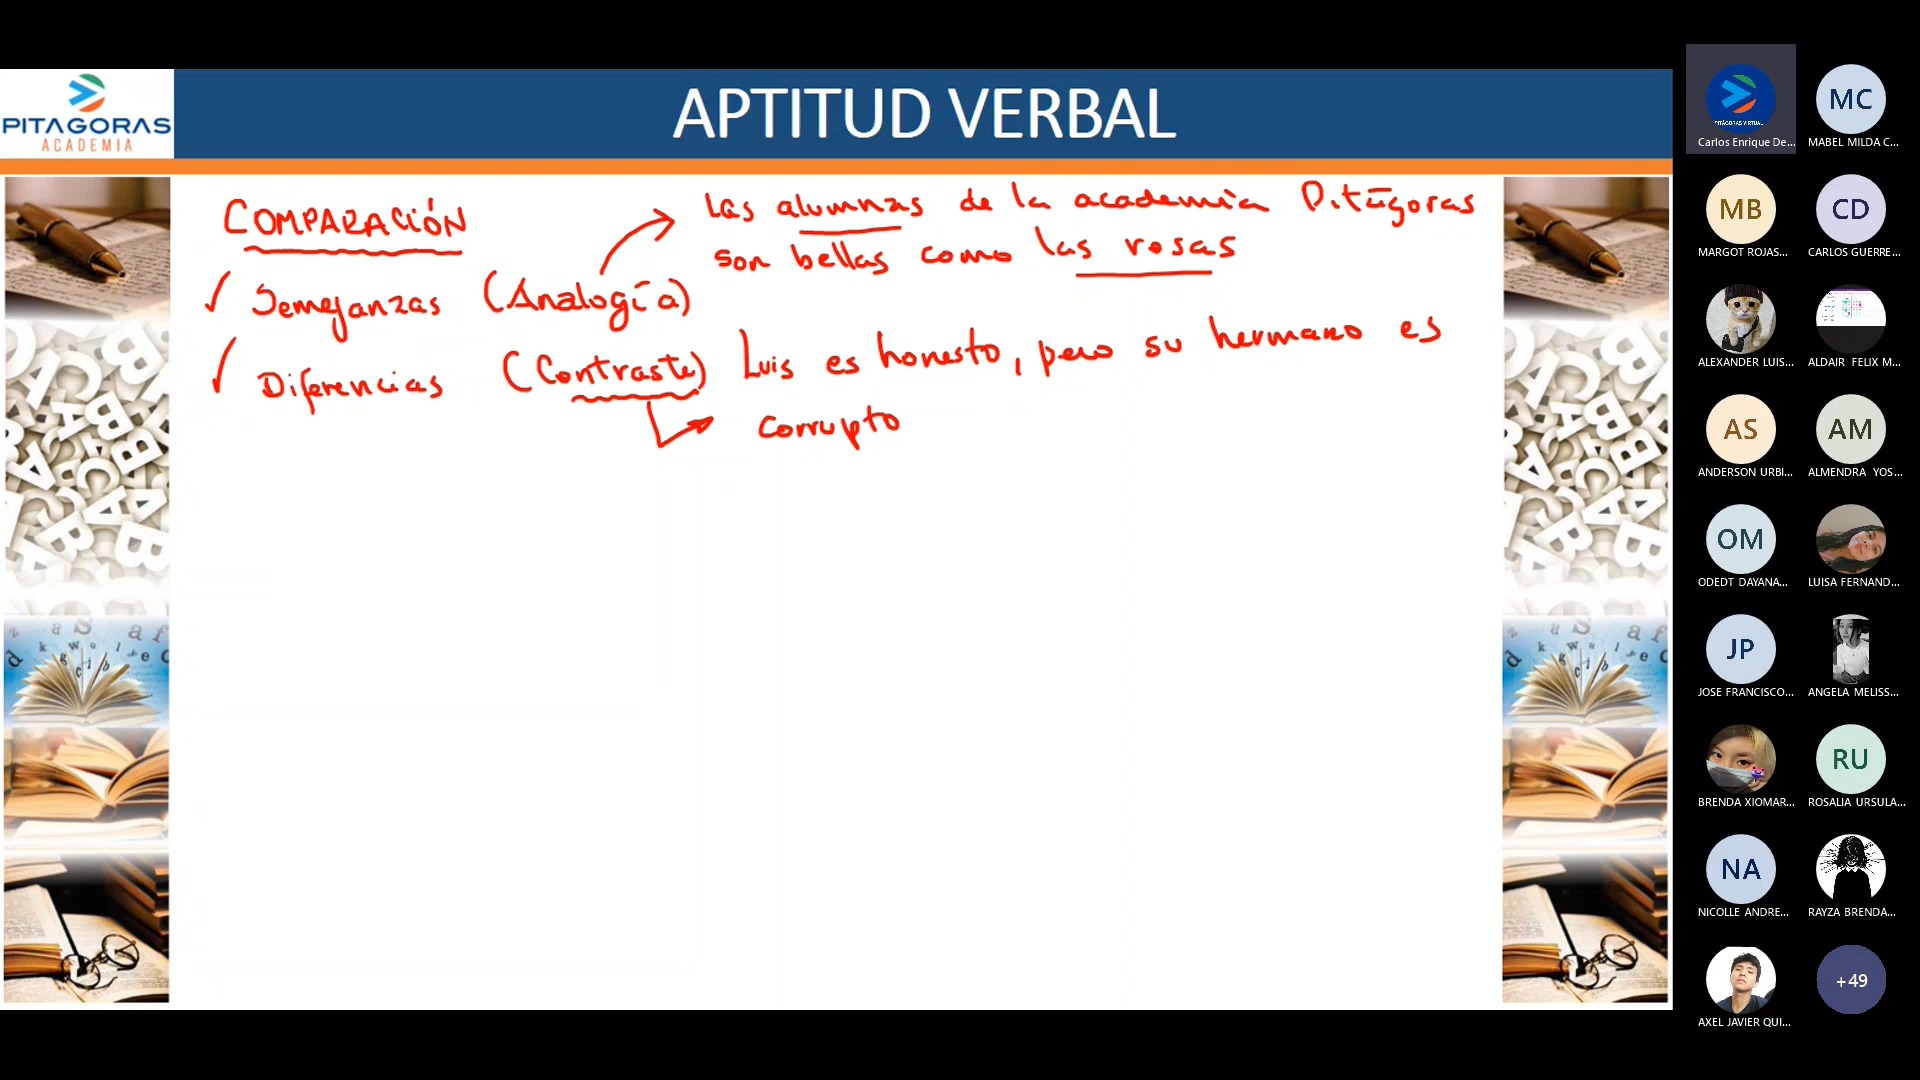 PITAGORAS
ACADEMIA
APTITUD VERBAL
COMPARACIÓN
Las alumnas de la academia Pitágoras
son bellas como las rosas
✓ Semejanzas (Analogía)
✓ Diferencias (Contraste) Luis es honesto, pero su hermano es
corrupto
PITÁGORAS VIRTUAL
Carlos Enrique De...
MC
MABEL MILDA C...
MB
MARGOT ROJAS...
CD
CARLOS GUERRE...
ALEXANDER LUIS...
ALDAIR FELIX M...
AS
ANDERSON URBI...
AM
ALMENDRA YOS...
OM
ODEDT DAYANA...
LUISA FERNAND...
JP
JOSE FRANCISCO...
ANGELA MELISS...
BRENDA XIOMAR...
RU
ROSALIA URSULA...
NA
NICOLLE ANDRE...
RAYZA BRENDA...
AXEL JAVIER QUI...
+49